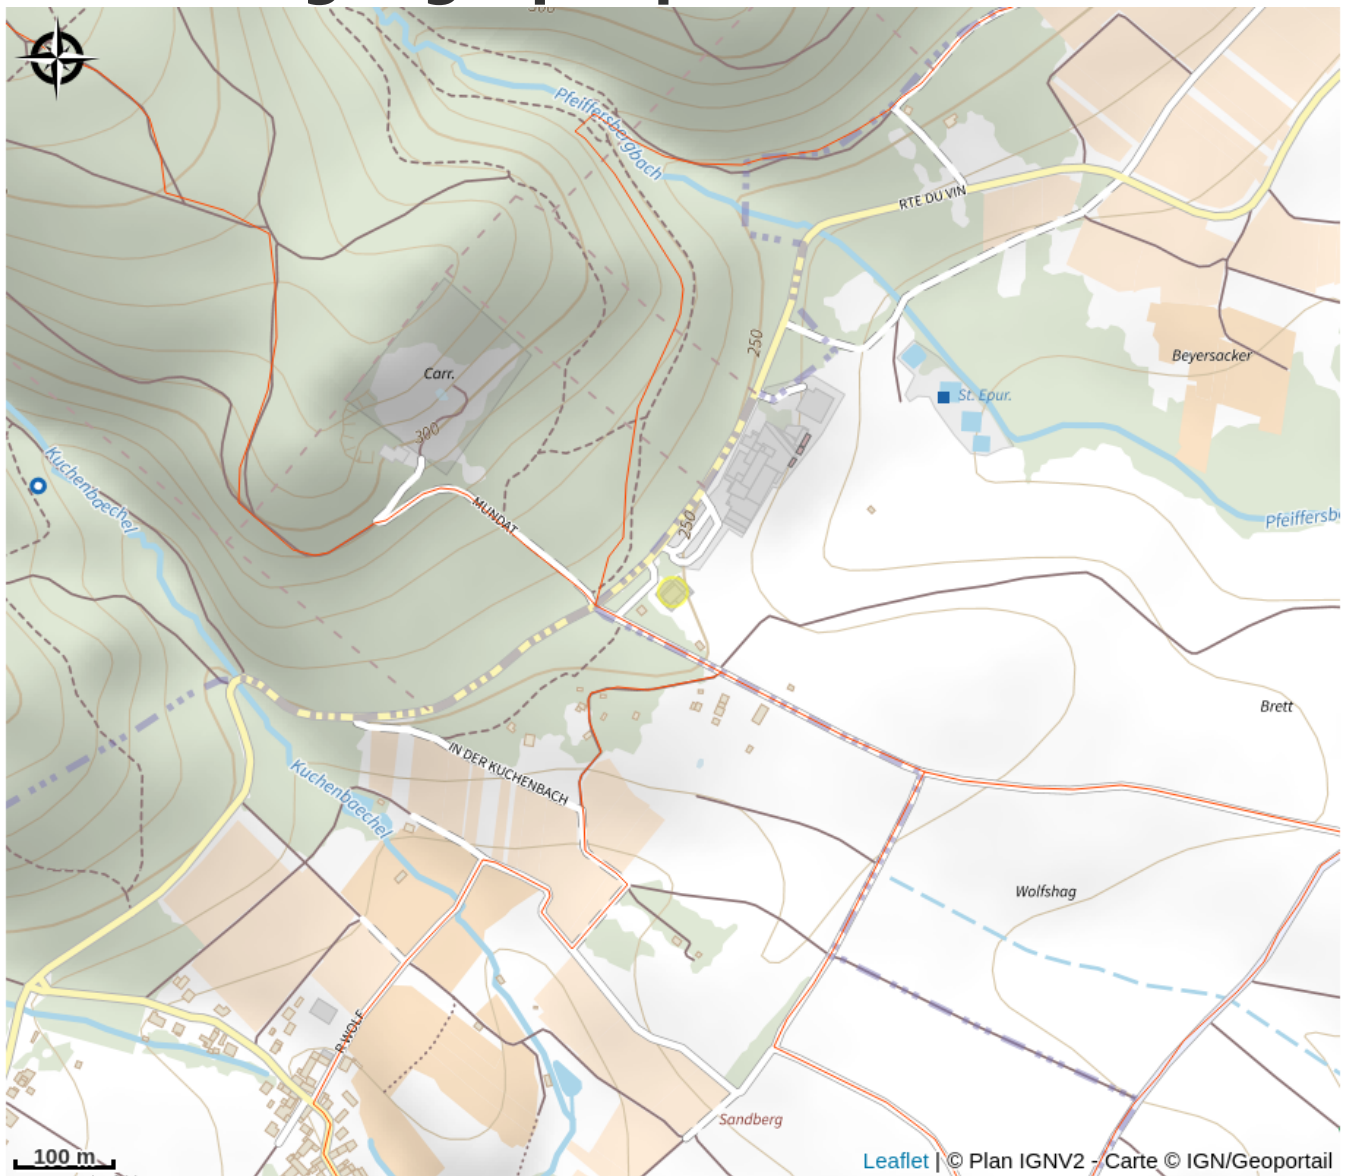 300
Pfeiffersbergbach
RTE DU VIN
250
Beyersacker
Carr.
St. Epur.
300
Kuchenbaechel
MUNDAT
250
Pfeiffersb
Brett
IN DER KUCHENBACH
Kuchenbaechel
Wolfshag
R WOLF
Sandberg
100 m
Leaflet | © Plan IGNV2 - Carte © IGN/Geoportail